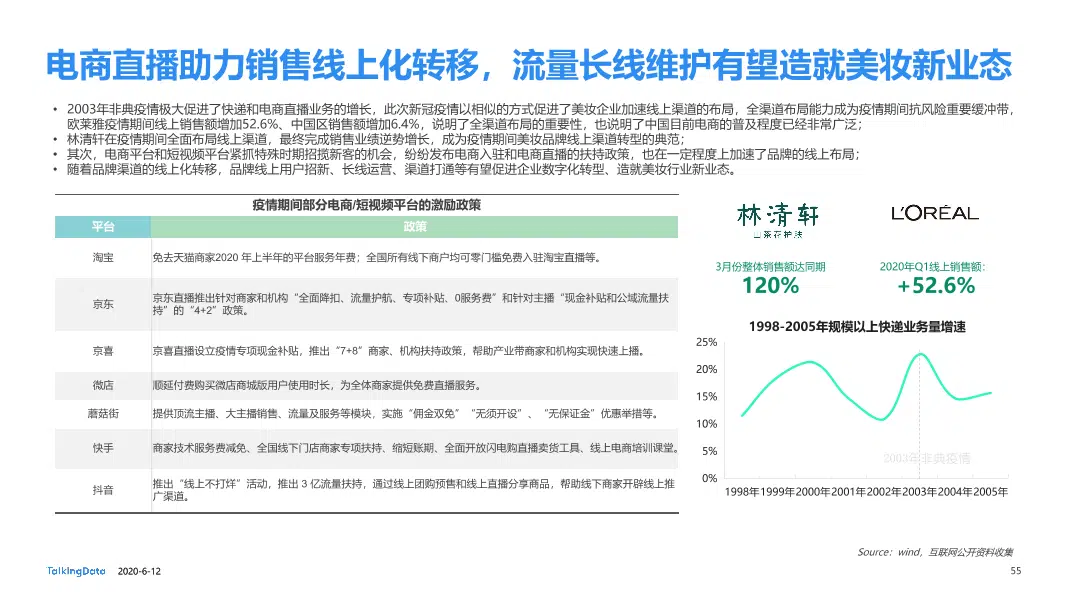 电商直播助力销售线上化转移，流量长线维护有望造就美妆新业态
• 2003年非典疫情极大促进了快递和电商直播业务的增长，此次新冠疫情以相似的方式促进了美妆企业加速线上渠道的布局，全渠道布局能力成为疫情期间抗风险重要缓冲带，
欧莱雅疫情期间线上销售额增加52.6%、中国区销售额增加6.4%，说明了全渠道布局的重要性，也说明了中国目前电商的普及程度已经非常广泛；
• 林清轩在疫情期间全面布局线上渠道，最终完成销售业绩逆势增长，成为疫情期间美妆品牌线上渠道转型的典范；
• 其次，电商平台和短视频平台紧抓特殊时期招揽新客的机会，纷纷发布电商入驻和电商直播的扶持政策，也在一定程度上加速了品牌的线上布局；
• 随着品牌渠道的线上化转移，品牌线上用户招新、长线运营、渠道打通等有望促进企业数字化转型、造就美妆行业新业态。
疫情期间部分电商/短视频平台的激励政策
平台 政策
淘宝 免去天猫商家2020 年上半年的平台服务年费；全国所有线下商户均可零门槛免费入驻淘宝直播等。
京东 京东直播推出针对商家和机构“全面降扣、流量护航、专项补贴、0服务费”和针对主播“现金补贴和公域流量扶
持”的“4+2”政策。
京喜 京喜直播设立疫情专项现金补贴，推出“7+8”商家、机构扶持政策，帮助产业带商家和机构实现快速上播。
微店 顺延付费购买微店商城版用户使用时长，为全体商家提供免费直播服务。
蘑菇街 提供顶流主播、大主播销售、流量及服务等模块，实施“佣金双免”“无须开设”、“无保证金”优惠举措等。
快手 商家技术服务费减免、全国线下门店商家专项扶持、缩短账期、全面开放闪电购直播卖货工具、线上电商培训课堂。
抖音 推出“线上不打烊”活动，推出 3 亿流量扶持，通过线上团购预售和线上直播分享商品，帮助线下商家开辟线上推
广渠道。
林清轩
山茶花护肤
L'ORÉAL
3月份整体销售额达同期
120%
2020年Q1线上销售额：
+52.6%
1998-2005年规模以上快递业务量增速
25%
20%
15%
10%
5%
0%
2003年非典疫情
1998年1999年2000年2001年2002年2003年2004年2005年
Source：wind，互联网公开资料收集
TalkingData 2020-6-12
55